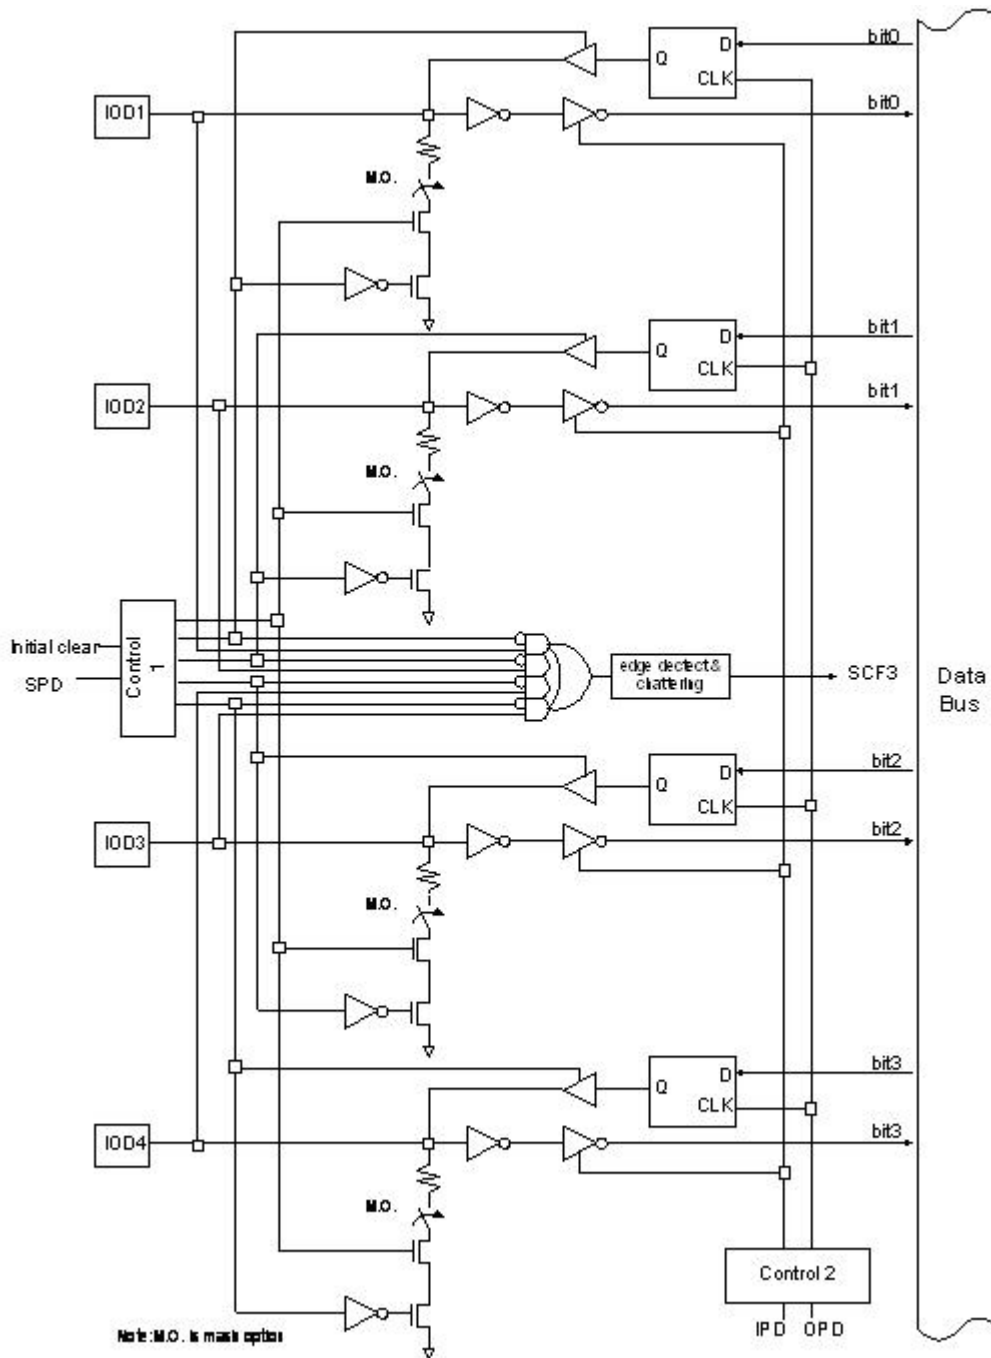 bit0
D
Q
CLK
IOD1
bit0
M.O.
bit1
D
Q
CLK
IOD2
bit1
M.O.
Initial clear
SPD
Control 1
edge dectect &
chattering
SCF3
Data
Bus
bit2
D
Q
CLK
IOD3
bit2
M.O.
bit3
D
Q
CLK
IOD4
bit3
M.O.
Control 2
IPD OPD
Note: M.O. is mask option